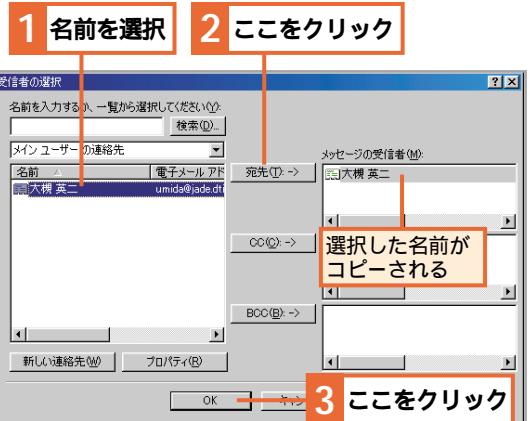 1 名前を選択
2 ここをクリック
受信者の選択
名前を入力するか、一覧から選択してください(Y):
検索(D)...
メイン ユーザーの連絡先
メッセージの受信者(M):
名前
電子メール アド
宛先(T): ->
大槻 英二
umida@jade.dti
大槻 英二
CC(C): ->
選択した名前が
コピーされる
BCC(B): ->
新しい連絡先(W)
プロパティ(R)
OK
3 ここをクリック